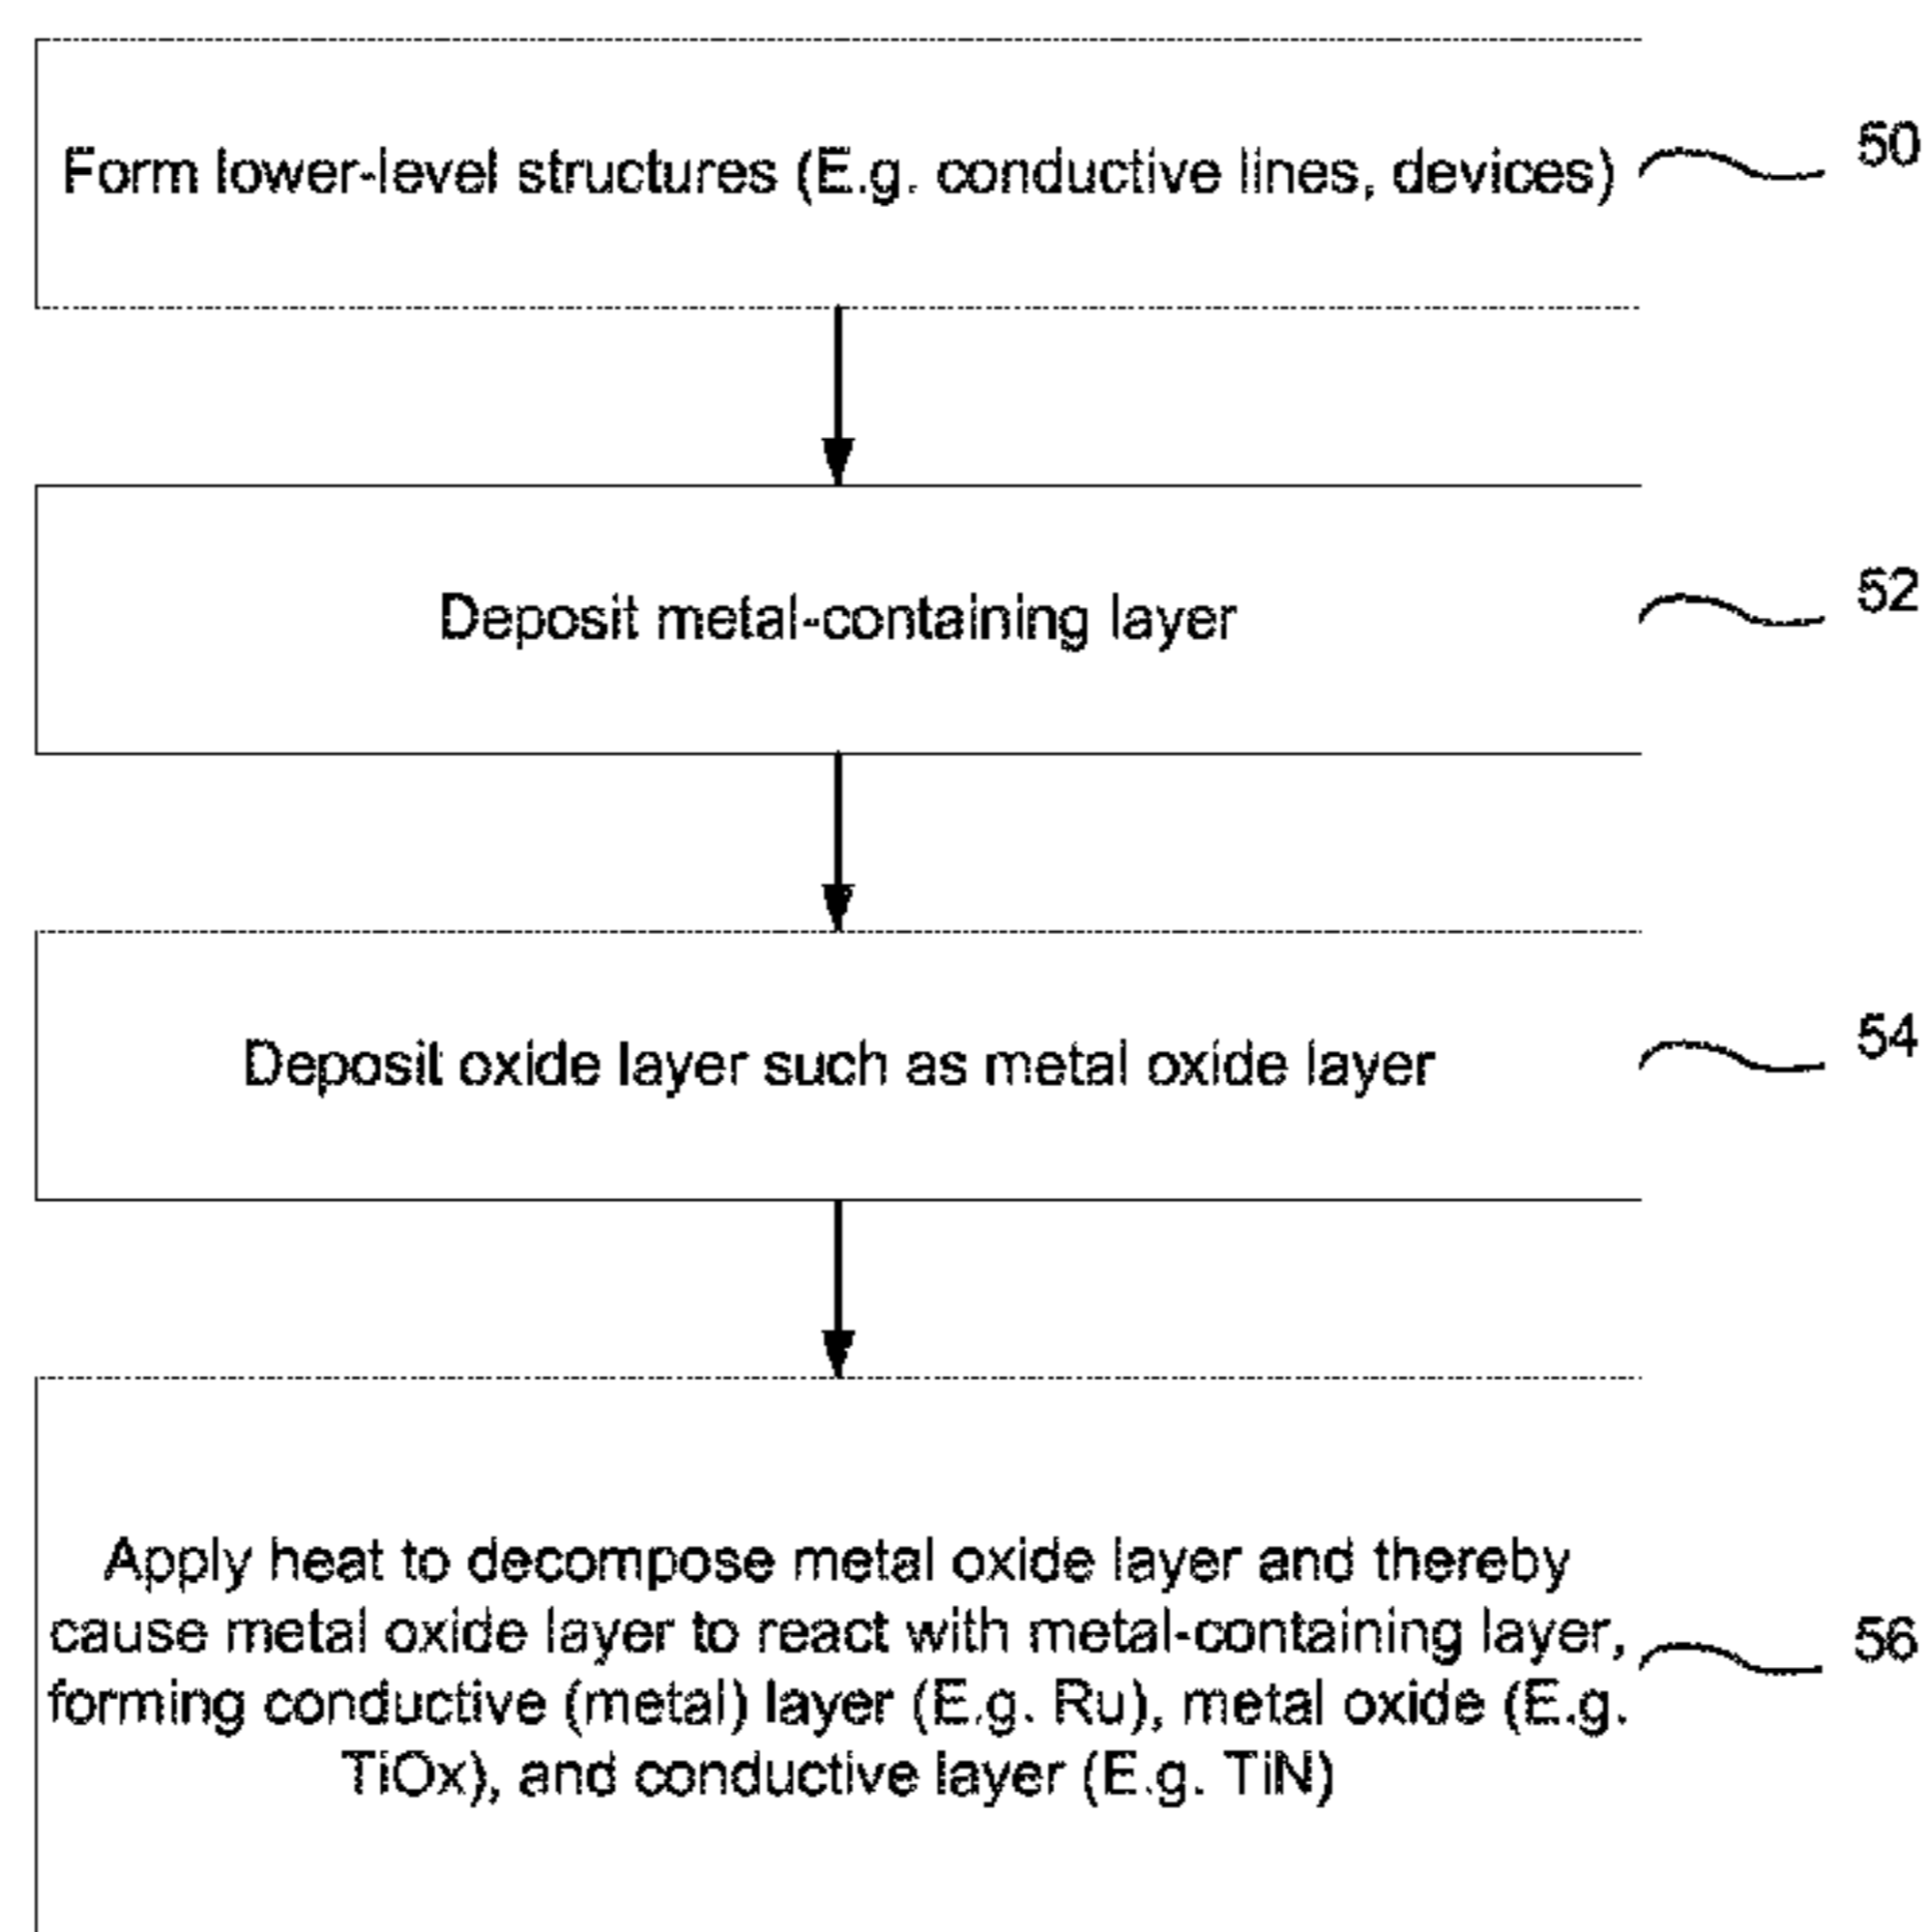 Form lower-level structures (E.g. conductive lines, devices)
50
Deposit metal-containing layer
52
Deposit oxide layer such as metal oxide layer
54
Apply heat to decompose metal oxide layer and thereby
cause metal oxide layer to react with metal-containing layer,
forming conductive (metal) layer (E.g. Ru), metal oxide (E.g.
TiOx), and conductive layer (E.g. TiN)
56